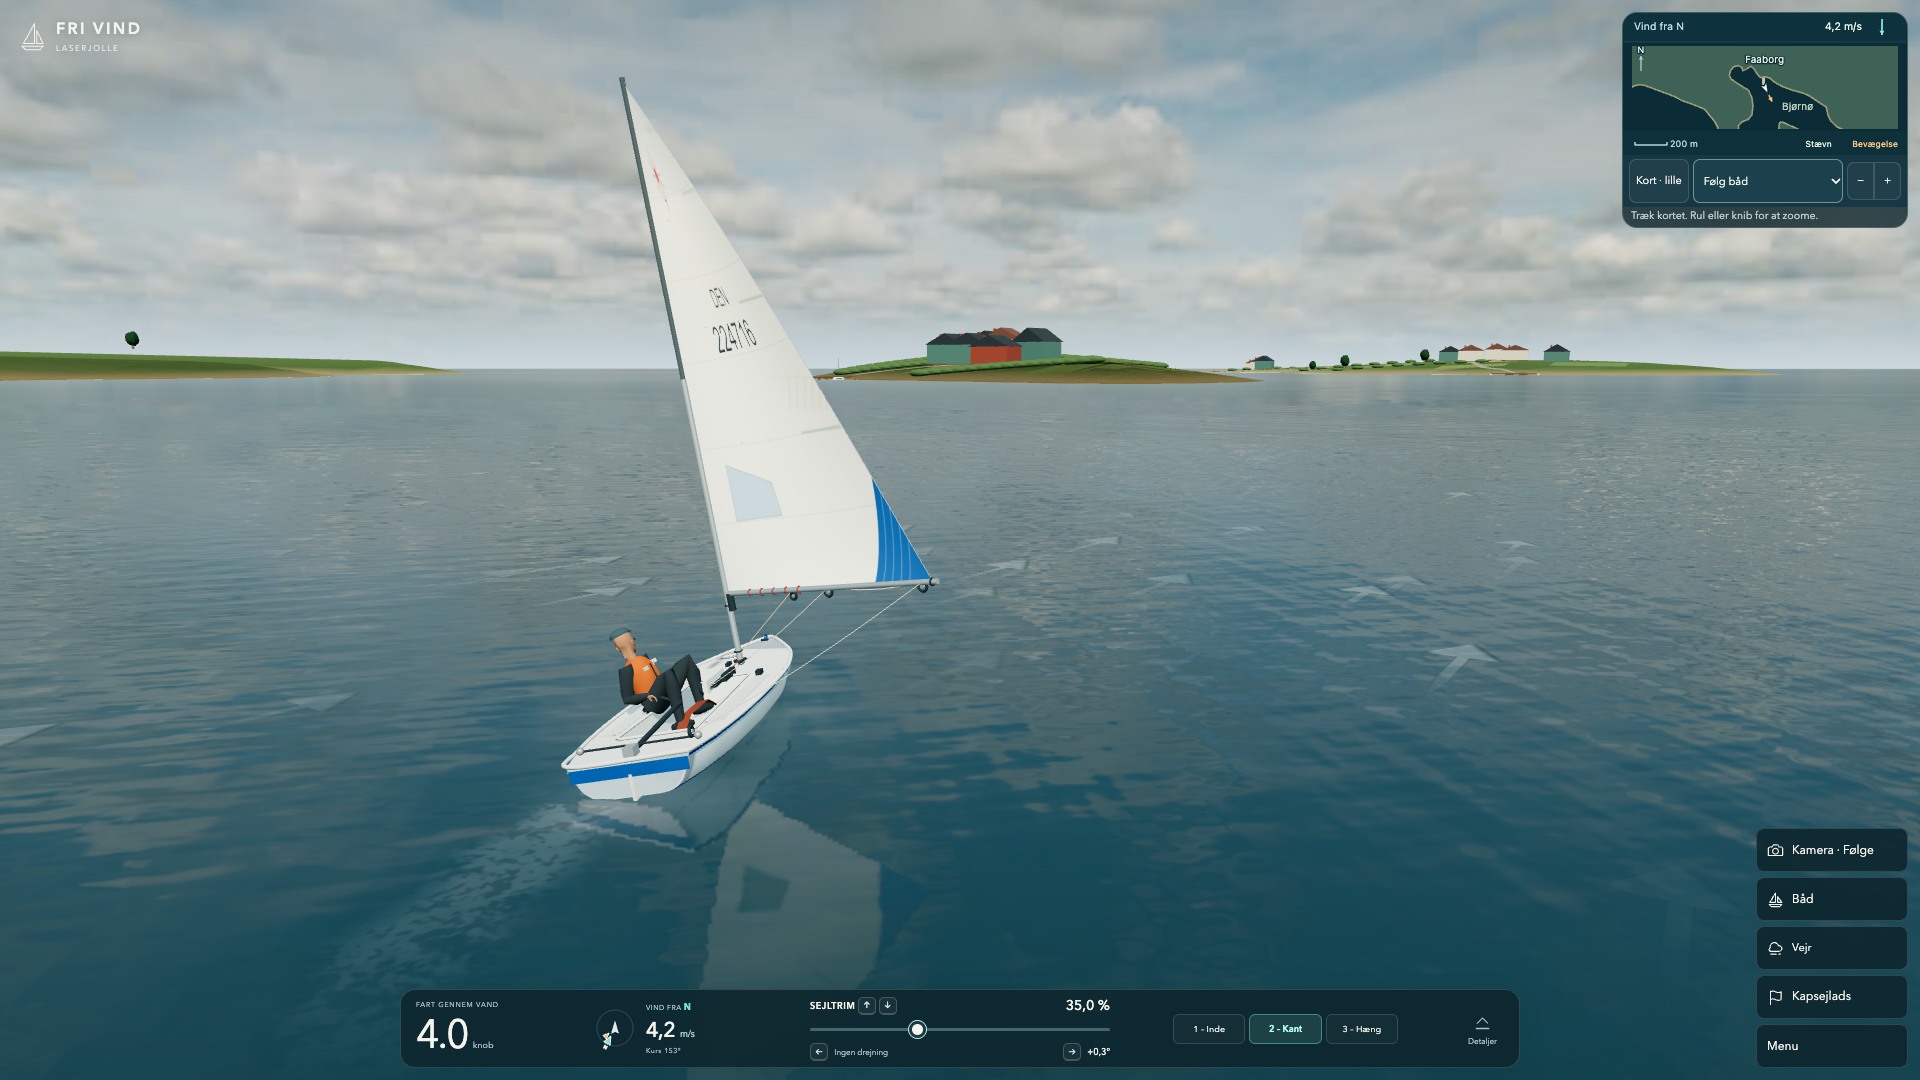 FRI VIND
LASERJOLLE
Vind fra N 4,2 m/s
N
Faaborg
Bjørnø
200 m Stævn Bevægelse
Kort · lille Følg båd − +
Træk kortet. Rul eller knib for at zoome.
DEN
224716
Kamera · Følge
Båd
Vejr
Kapsejlads
Menu
FART GENNEM VAND
4.0 knob
VIND FRA N
4,2 m/s
Kurs 153°
SEJLTRIM ↑ ↓ 35,0 %
← Ingen drejning → +0,3°
1 – Inde 2 – Kant 3 – Hæng
Detaljer